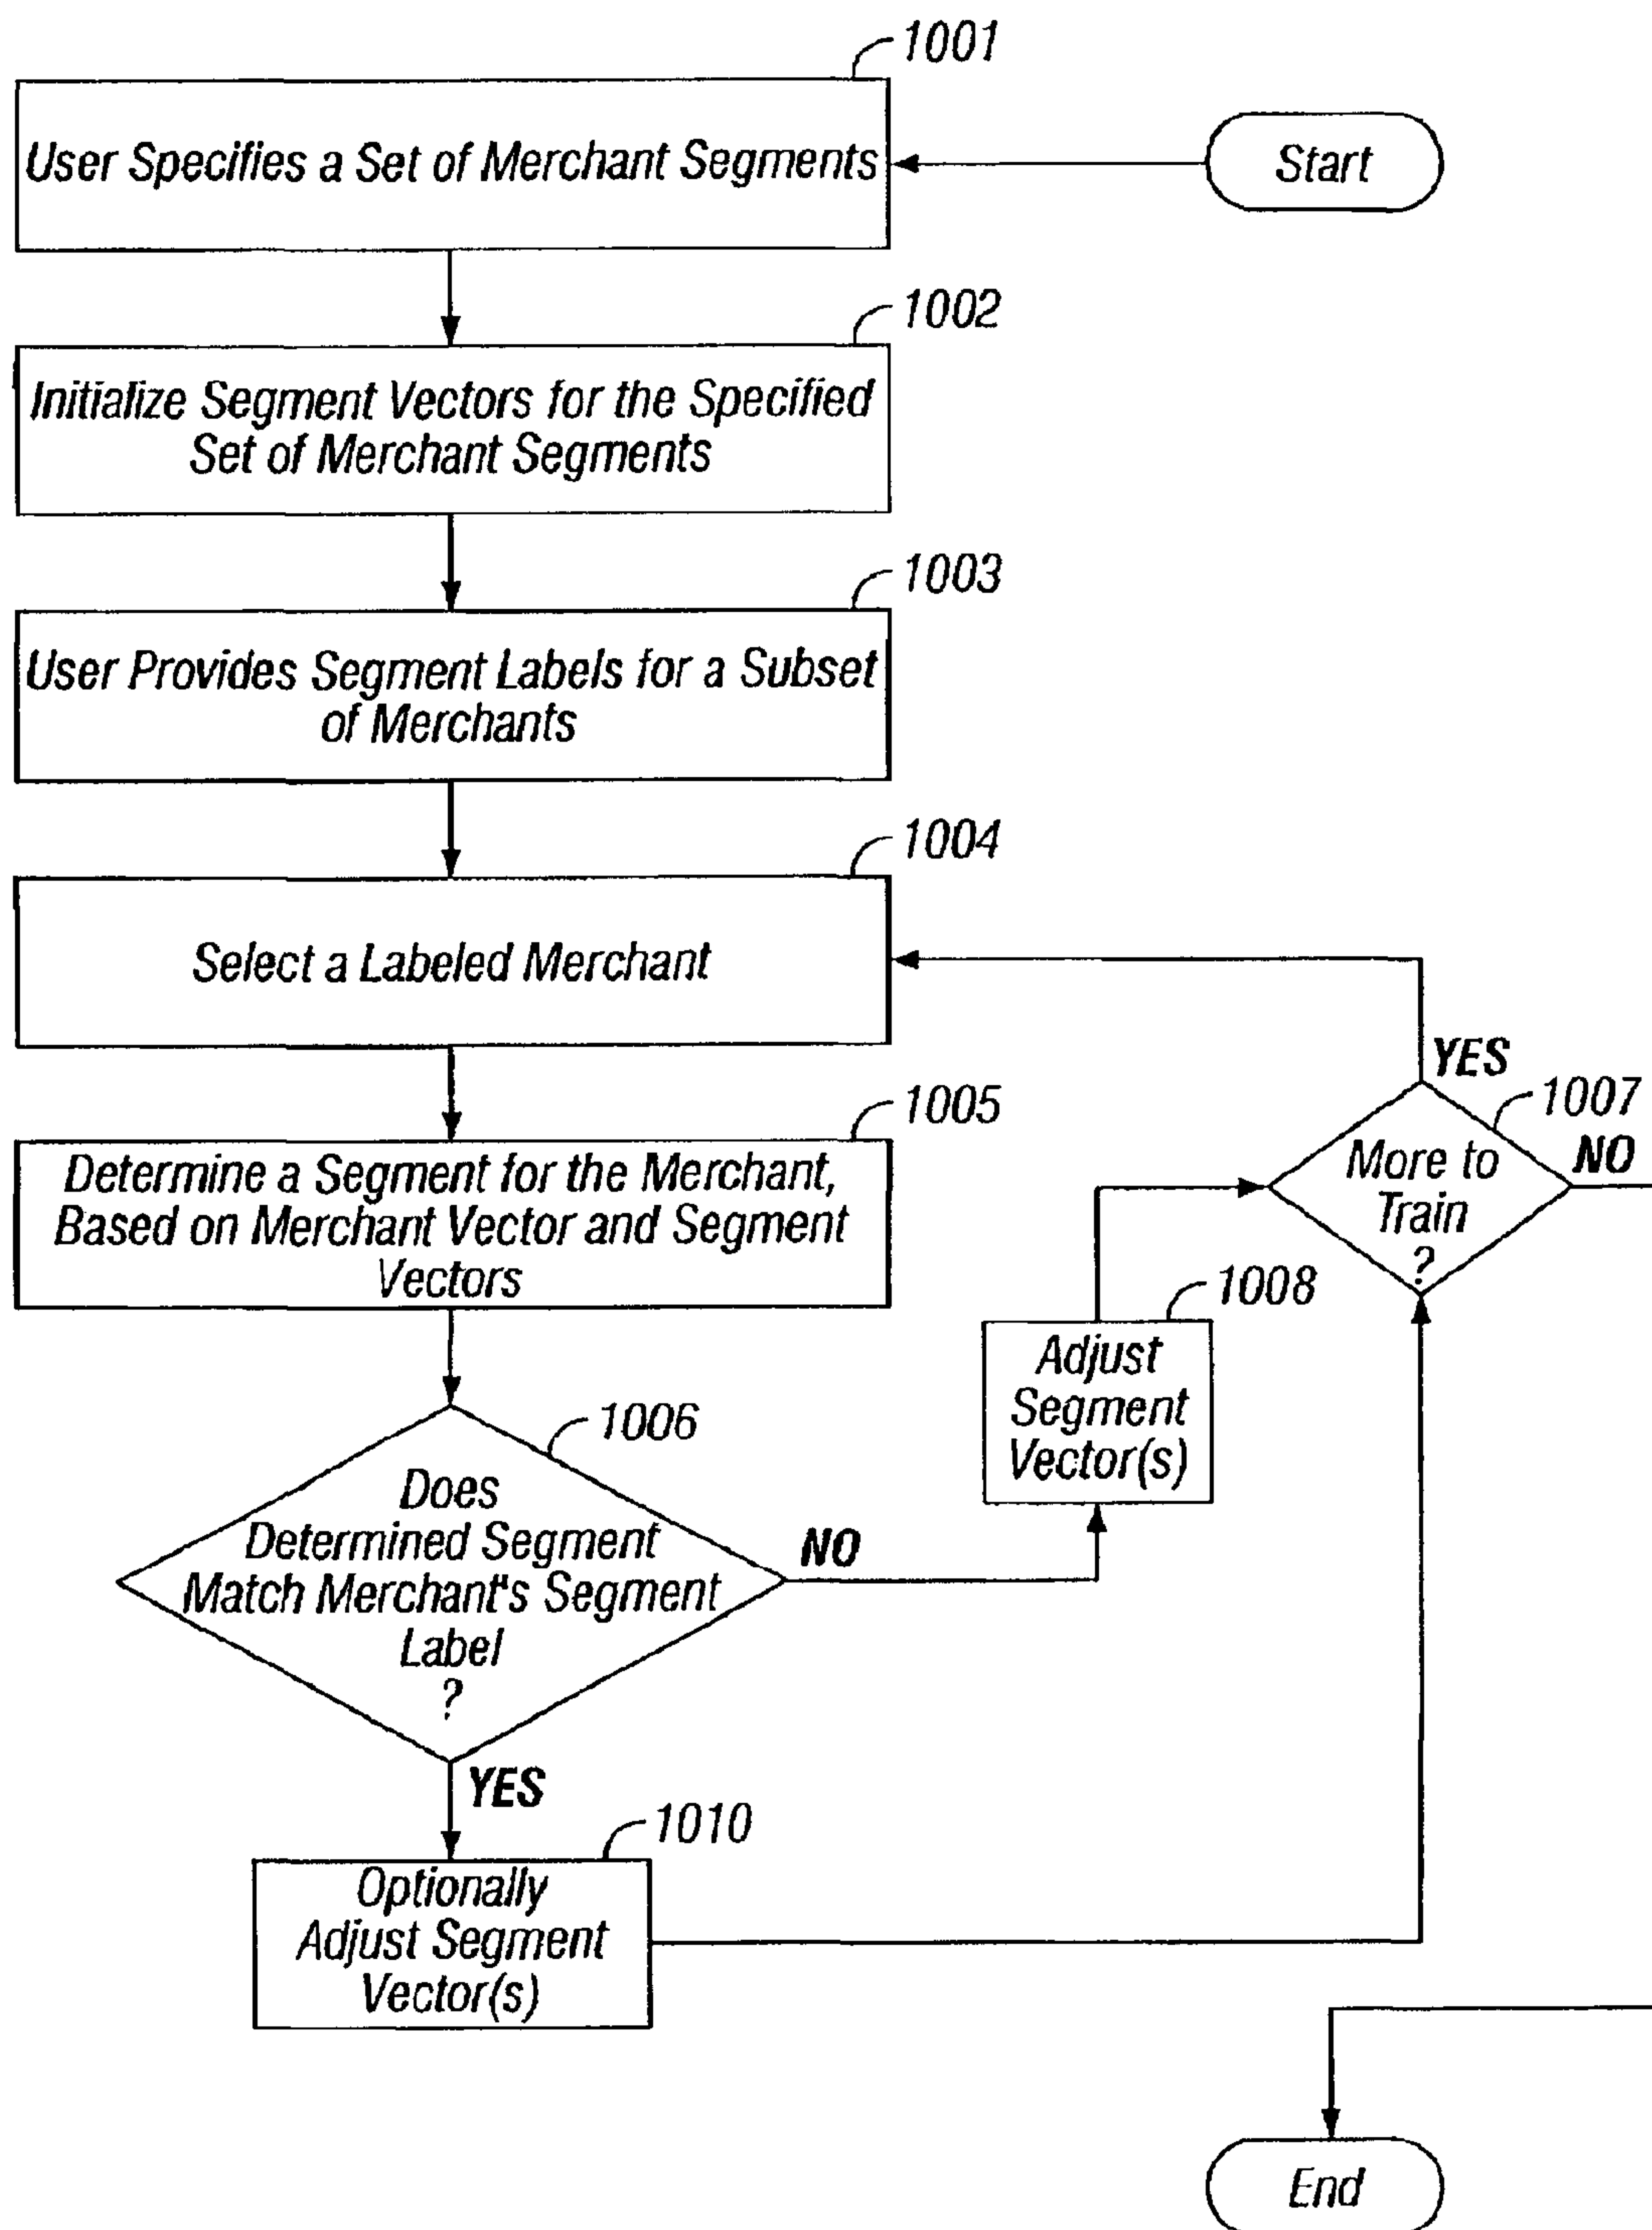 1001
User Specifies a Set of Merchant Segments
Start
1002
Initialize Segment Vectors for the Specified
Set of Merchant Segments
1003
User Provides Segment Labels for a Subset
of Merchants
1004
Select a Labeled Merchant
1005
Determine a Segment for the Merchant,
Based on Merchant Vector and Segment
Vectors
YES
1007
More to
Train
?
NO
1008
Adjust
Segment
Vector(s)
1006
Does
Determined Segment
Match Merchant's Segment
Label
?
NO
YES
1010
Optionally
Adjust Segment
Vector(s)
End